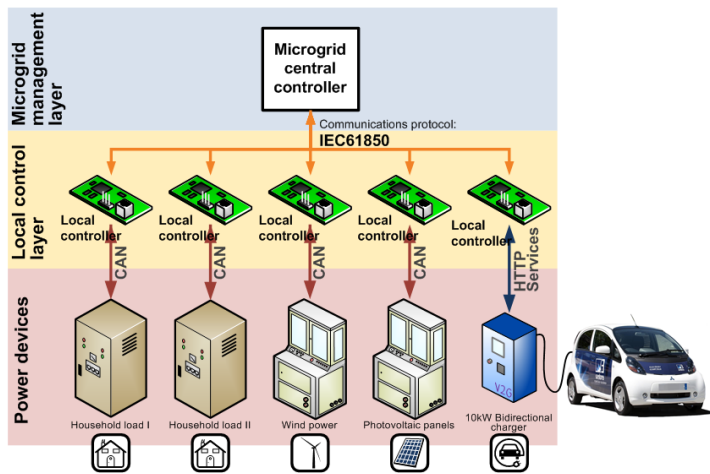 Microgrid
management
layer
Microgrid
central
controller
Communications protocol:
IEC61850
Local control
layer
Local
controller
Local
controller
Local
controller
Local
controller
Local
controller
CAN
CAN
CAN
CAN
HTTP
Services
Power devices
V2G
Household load I
Household load II
Wind power
Photovoltaic panels
10kW Bidirectional
charger